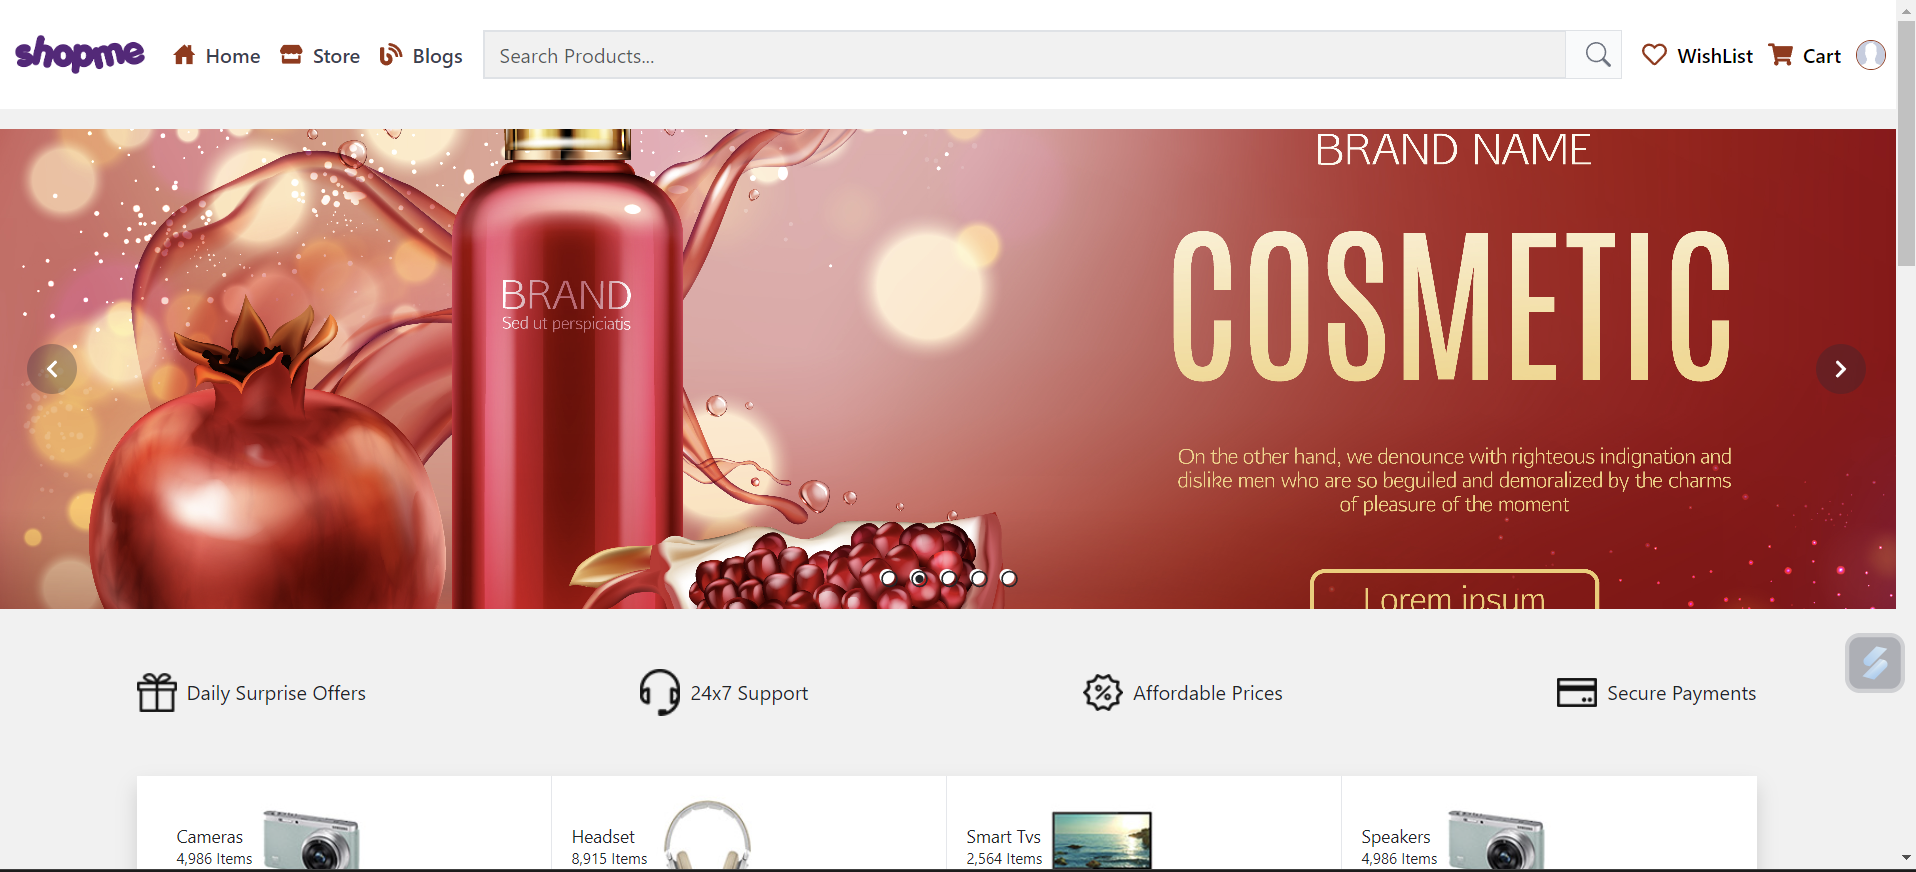 shopme
Home
Store
Blogs
Search Products...
WishList
Cart
BRAND NAME
COSMETIC
BRAND
Sed ut perspiciatis
On the other hand, we denounce with righteous indignation and
dislike men who are so beguiled and demoralized by the charms
of pleasure of the moment
Lorem ipsum
Daily Surprise Offers
24x7 Support
Affordable Prices
Secure Payments
Cameras
4,986 Items
Headset
8,915 Items
Smart Tvs
2,564 Items
Speakers
4,986 Items